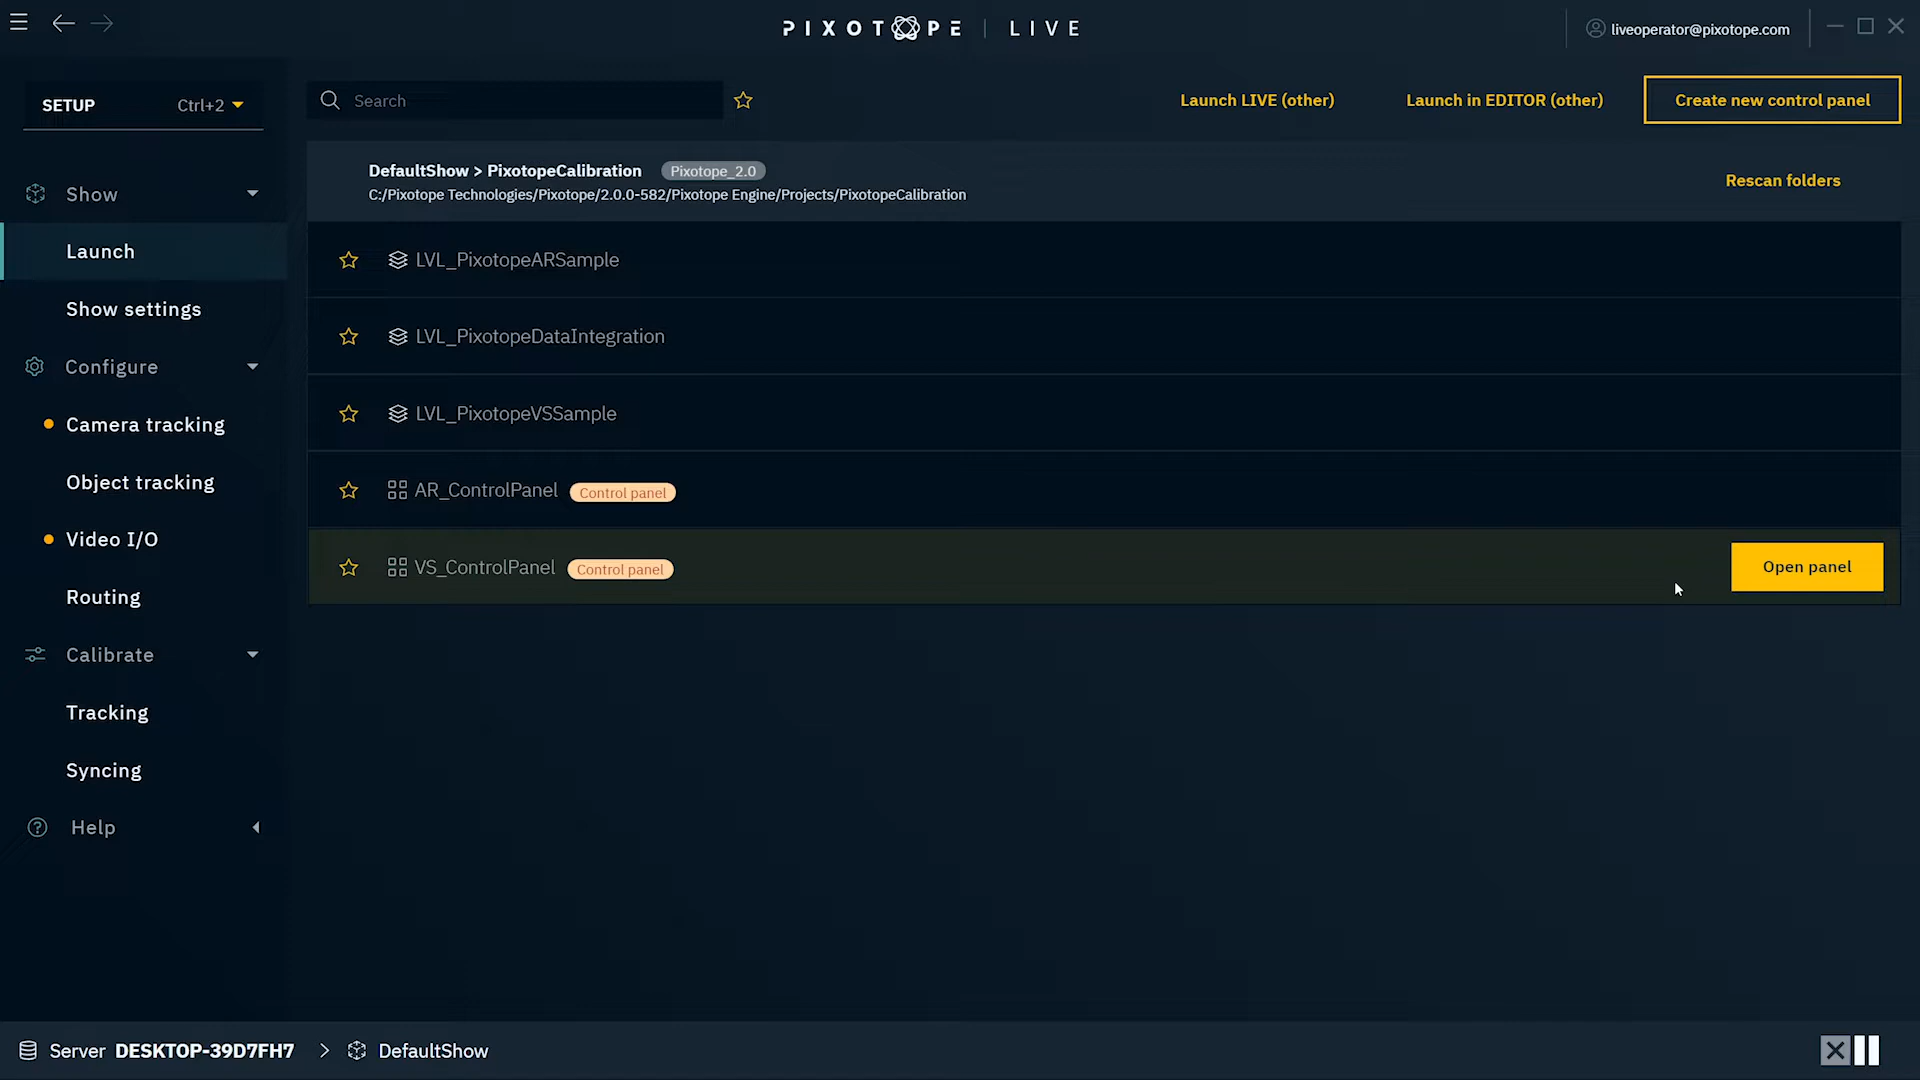 PIXOTOPE | LIVE
liveoperator@pixotope.com
SETUP
Ctrl+2
Search
Launch LIVE (other)
Launch in EDITOR (other)
Create new control panel
Show
Launch
Show settings
Configure
Camera tracking
Object tracking
Video I/O
Routing
Calibrate
Tracking
Syncing
Help
DefaultShow > PixotopeCalibration
Pixotope_2.0
C:/Pixotope Technologies/Pixotope/2.0.0-582/Pixotope Engine/Projects/PixotopeCalibration
Rescan folders
LVL_PixotopeARSample
LVL_PixotopeDataIntegration
LVL_PixotopeVSSample
AR_ControlPanel
Control panel
VS_ControlPanel
Control panel
Open panel
Server DESKTOP-39D7FH7
DefaultShow